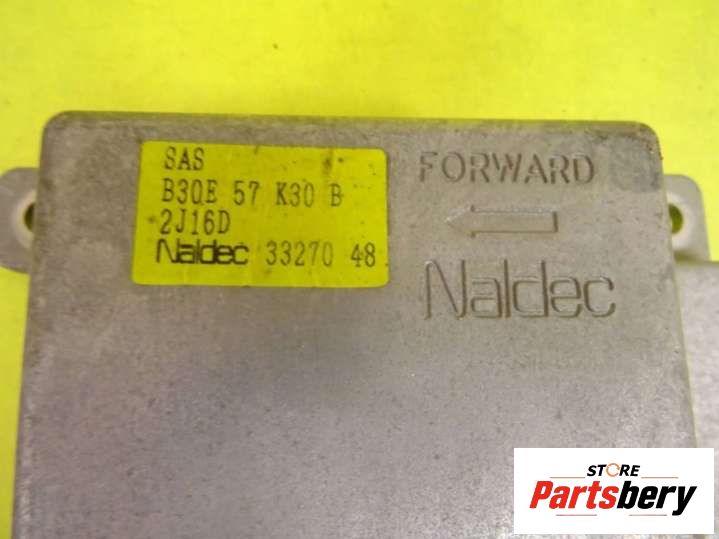 SAS
B30E 57 K30 B
2J16D
Naldec 33270 48
FORWARD
Naldec
STORE
Partsbery